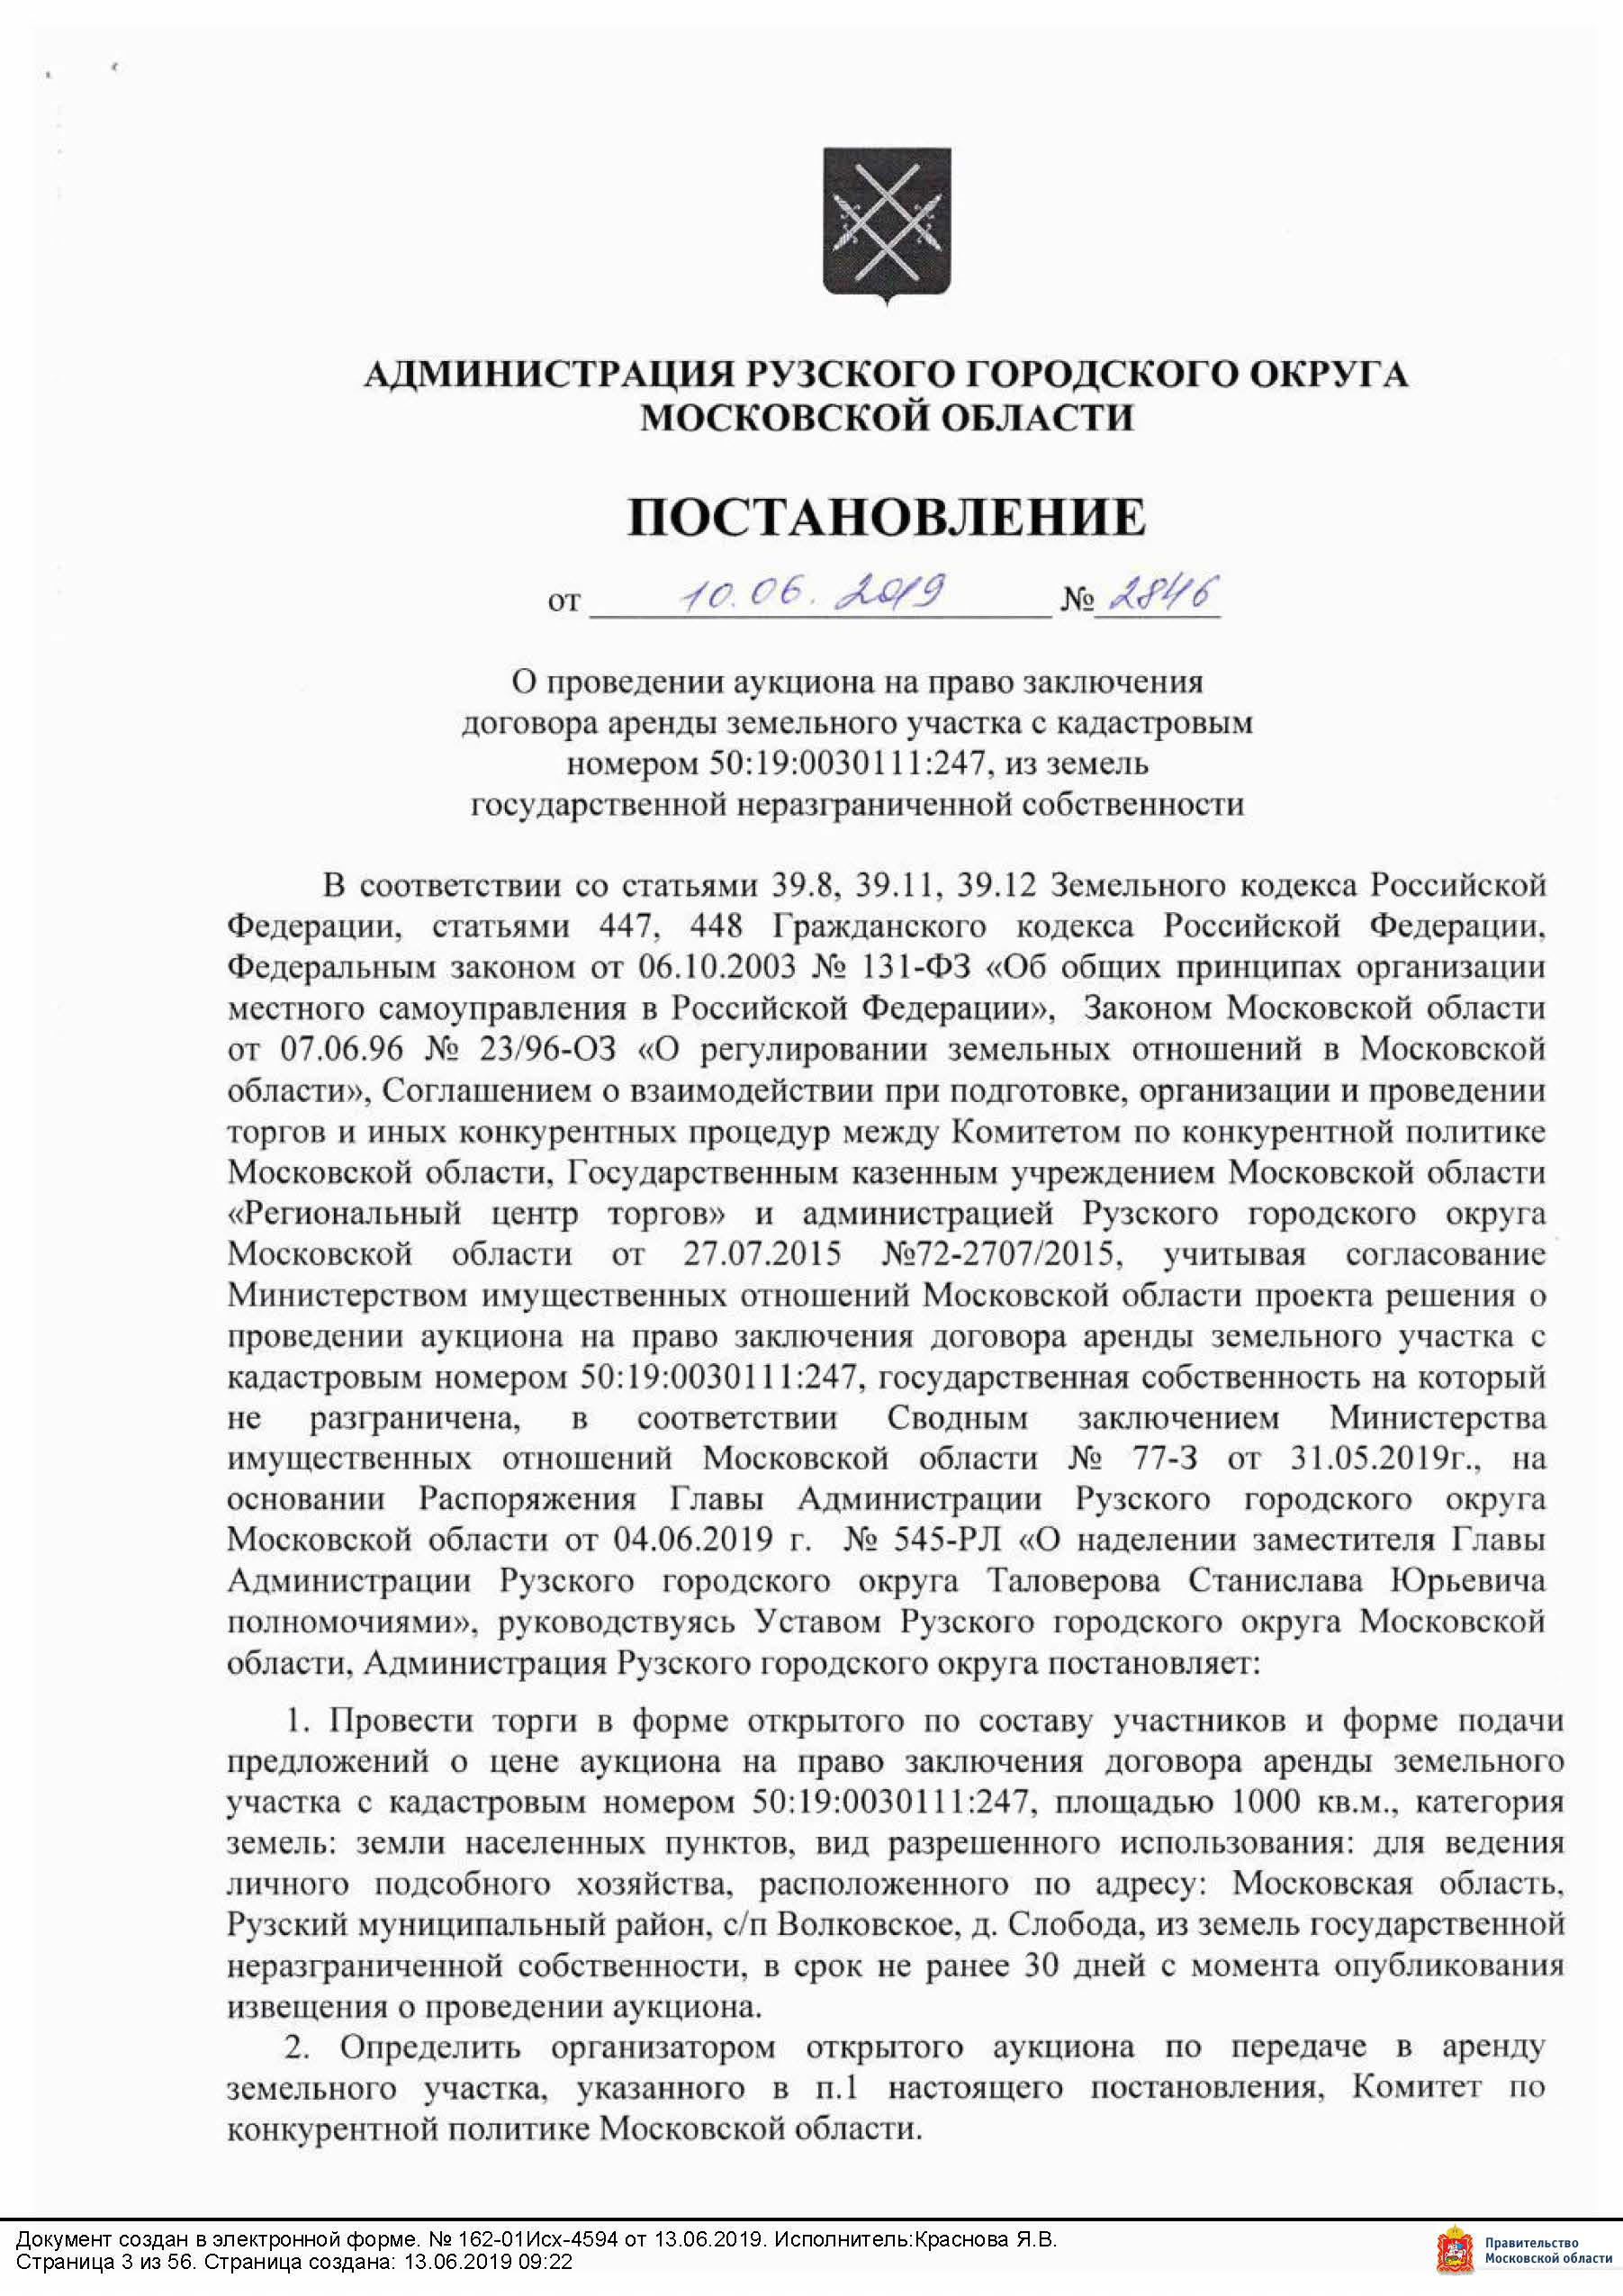 АДМИНИСТРАЦИЯ РУЗСКОГО ГОРОДСКОГО ОКРУГА
МОСКОВСКОЙ ОБЛАСТИ
ПОСТАНОВЛЕНИЕ
от 10.06.2019 № 2846
О проведении аукциона на право заключения
договора аренды земельного участка с кадастровым
номером 50:19:0030111:247, из земель
государственной неразграниченной собственности
В соответствии со статьями 39.8, 39.11, 39.12 Земельного кодекса Российской
Федерации, статьями 447, 448 Гражданского кодекса Российской Федерации,
Федеральным законом от 06.10.2003 № 131-ФЗ «Об общих принципах организации
местного самоуправления в Российской Федерации», Законом Московской области
от 07.06.96 № 23/96-ОЗ «О регулировании земельных отношений в Московской
области», Соглашением о взаимодействии при подготовке, организации и проведении
торгов и иных конкурентных процедур между Комитетом по конкурентной политике
Московской области, Государственным казенным учреждением Московской области
«Региональный центр торгов» и администрацией Рузского городского округа
Московской области от 27.07.2015 №72-2707/2015, учитывая согласование
Министерством имущественных отношений Московской области проекта решения о
проведении аукциона на право заключения договора аренды земельного участка с
кадастровым номером 50:19:0030111:247, государственная собственность на который
не разграничена, в соответствии Сводным заключением Министерства
имущественных отношений Московской области № 77-З от 31.05.2019г., на
основании Распоряжения Главы Администрации Рузского городского округа
Московской области от 04.06.2019 г. № 545-РЛ «О наделении заместителя Главы
Администрации Рузского городского округа Таловерова Станислава Юрьевича
полномочиями», руководствуясь Уставом Рузского городского округа Московской
области, Администрация Рузского городского округа постановляет:
1. Провести торги в форме открытого по составу участников и форме подачи
предложений о цене аукциона на право заключения договора аренды земельного
участка с кадастровым номером 50:19:0030111:247, площадью 1000 кв.м., категория
земель: земли населенных пунктов, вид разрешенного использования: для ведения
личного подсобного хозяйства, расположенного по адресу: Московская область,
Рузский муниципальный район, с/п Волковское, д. Слобода, из земель государственной
неразграниченной собственности, в срок не ранее 30 дней с момента опубликования
извещения о проведении аукциона.
2. Определить организатором открытого аукциона по передаче в аренду
земельного участка, указанного в п.1 настоящего постановления, Комитет по
конкурентной политике Московской области.
Документ создан в электронной форме. № 162-01Исх-4594 от 13.06.2019. Исполнитель:Краснова Я.В.
Страница 3 из 56. Страница создана: 13.06.2019 09:22
Правительство
Московской области